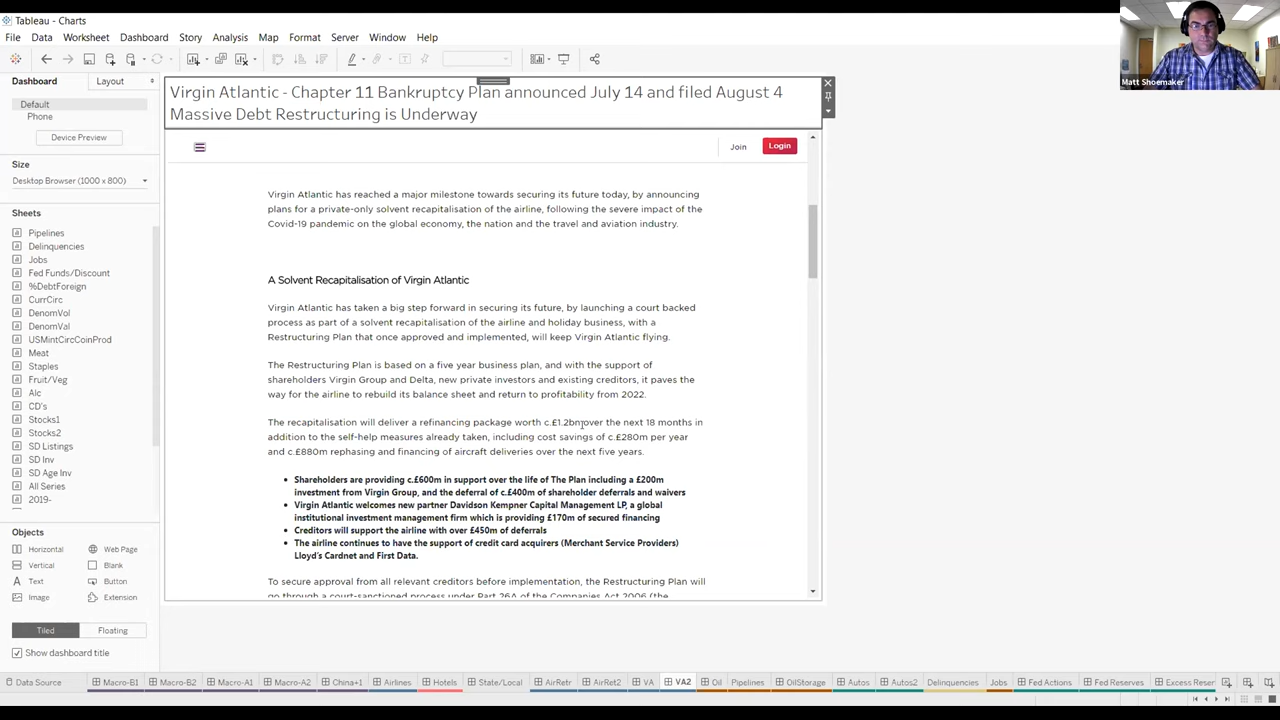 Tableau - Charts
File Data Worksheet Dashboard Story Analysis Map Format Server Window Help
Matt Shoemaker
Dashboard Layout
Default
Phone
Device Preview
Size
Desktop Browser (1000 x 800)
Sheets
Pipelines
Delinquencies
Jobs
Fed Funds/Discount
%DebtForeign
CurrCirc
DenomVol
DenomVal
USMintCircCoinProd
Meat
Staples
Fruit/Veg
Alc
CD's
Stocks1
Stocks2
SD Listings
SD Inv
SD Age Inv
All Series
2019-
Objects
Horizontal Web Page
Vertical Blank
Text Button
Image Extension
Tiled Floating
Show dashboard title
Virgin Atlantic - Chapter 11 Bankruptcy Plan announced July 14 and filed August 4
Massive Debt Restructuring is Underway
Join Login
Virgin Atlantic has reached a major milestone towards securing its future today, by announcing
plans for a private-only solvent recapitalisation of the airline, following the severe impact of the
Covid-19 pandemic on the global economy, the nation and the travel and aviation industry.
A Solvent Recapitalisation of Virgin Atlantic
Virgin Atlantic has taken a big step forward in securing its future, by launching a court backed
process as part of a solvent recapitalisation of the airline and holiday business, with a
Restructuring Plan that once approved and implemented, will keep Virgin Atlantic flying.
The Restructuring Plan is based on a five year business plan, and with the support of
shareholders Virgin Group and Delta, new private investors and existing creditors, it paves the
way for the airline to rebuild its balance sheet and return to profitability from 2022.
The recapitalisation will deliver a refinancing package worth c.£1.2bn over the next 18 months in
addition to the self-help measures already taken, including cost savings of c.£280m per year
and c.£880m rephasing and financing of aircraft deliveries over the next five years.
• Shareholders are providing c.£600m in support over the life of The Plan including a £200m
investment from Virgin Group, and the deferral of c.£400m of shareholder deferrals and waivers
• Virgin Atlantic welcomes new partner Davidson Kempner Capital Management LP, a global
institutional investment management firm which is providing £170m of secured financing
• Creditors will support the airline with over £450m of deferrals
• The airline continues to have the support of credit card acquirers (Merchant Service Providers)
Lloyd's Cardnet and First Data.
To secure approval from all relevant creditors before implementation, the Restructuring Plan will
go through a court-sanctioned process under Part 26A of the Companies Act 2006 (the
Data Source Macro-B1 Macro-B2 Macro-A1 Macro-A2 China+1 Airlines Hotels State/Local AirRetr AirRet2 VA VA2 Oil Pipelines OilStorage Autos Autos2 Delinquencies Jobs Fed Actions Fed Reserves Excess Reser